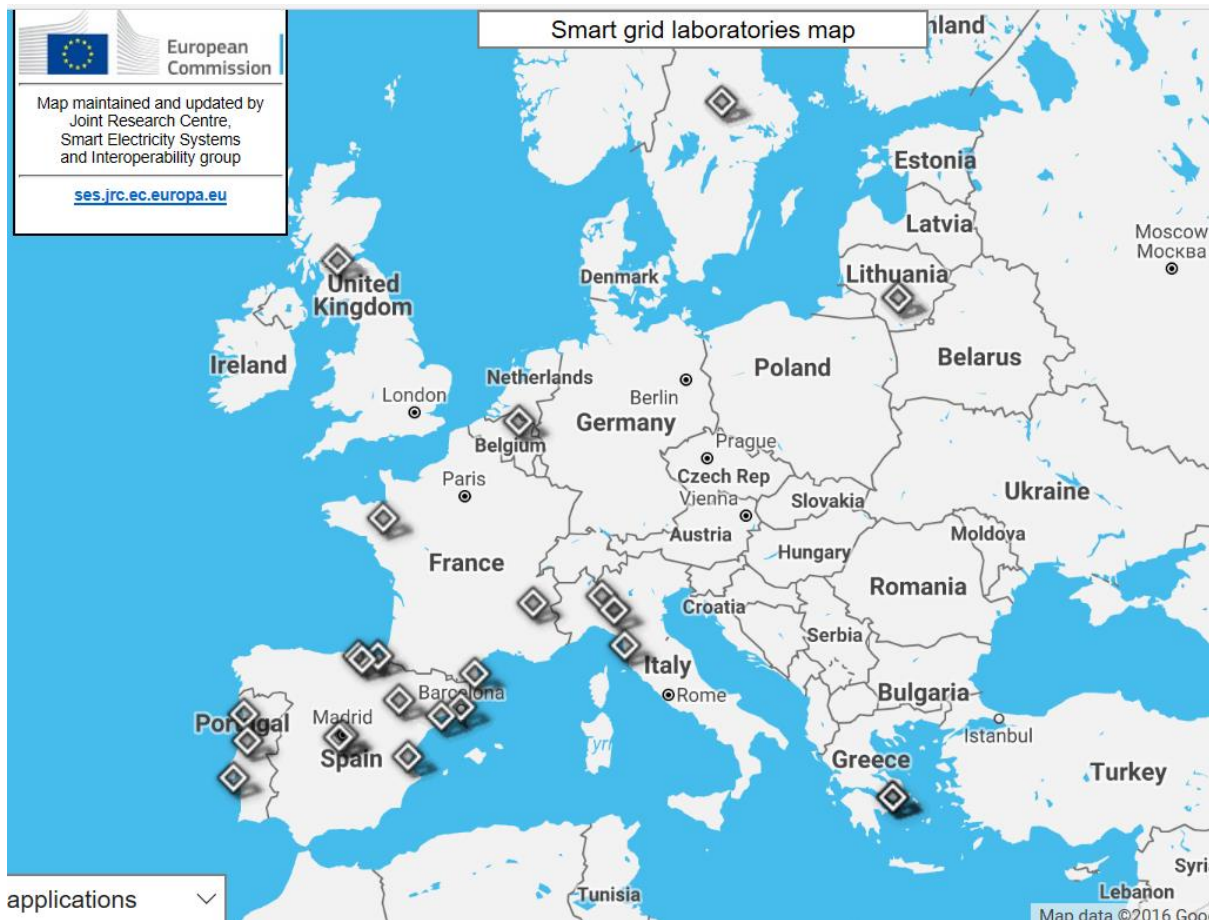 Smart grid laboratories map
European
Commission
Map maintained and updated by
Joint Research Centre,
Smart Electricity Systems
and Interoperability group
ses.jrc.ec.europa.eu
nland
Estonia
Latvia
Moscow
Москва
Lithuania
Denmark
United
Kingdom
Ireland
Belarus
Poland
Netherlands
Berlin
London
Germany
Belgium
Prague
Czech Rep
Paris
Vienna
Slovakia
Ukraine
Austria
Moldova
Hungary
France
Romania
Croatia
Serbia
Italy
Rome
Barcelona
Bulgaria
Madrid
Portugal
Istanbul
Spain
Tyrr
Greece
Turkey
Syri
Tunisia
Lebanon
applications
Map data ©2016 Goo